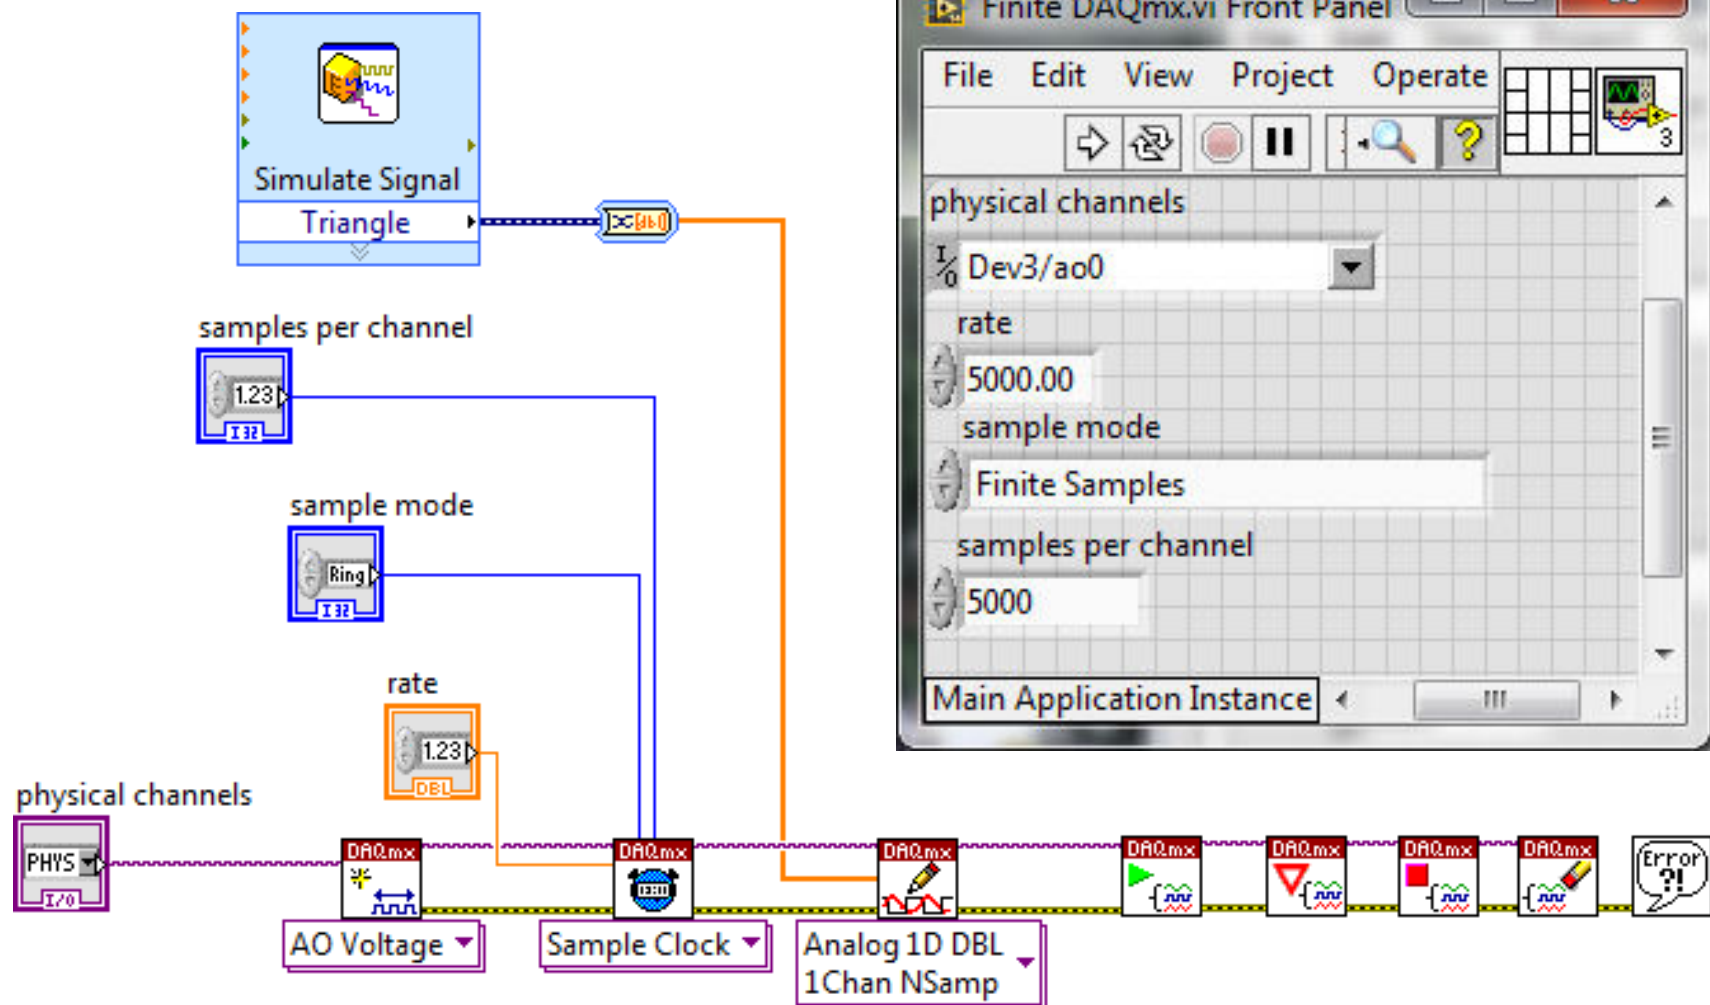 Simulate Signal
Triangle
samples per channel
1.23
I32
sample mode
Ring
I32
rate
1.23
DBL
physical channels
PHYS
I/O
DAQmx
AO Voltage
DAQmx
Sample Clock
DAQmx
Analog 1D DBL
1Chan NSamp
DAQmx
DAQmx
DAQmx
DAQmx
Error
?!
Finite DAQmx.vi Front Panel
File Edit View Project Operate
3
physical channels
I/O
Dev3/ao0
rate
5000.00
sample mode
Finite Samples
samples per channel
5000
Main Application Instance